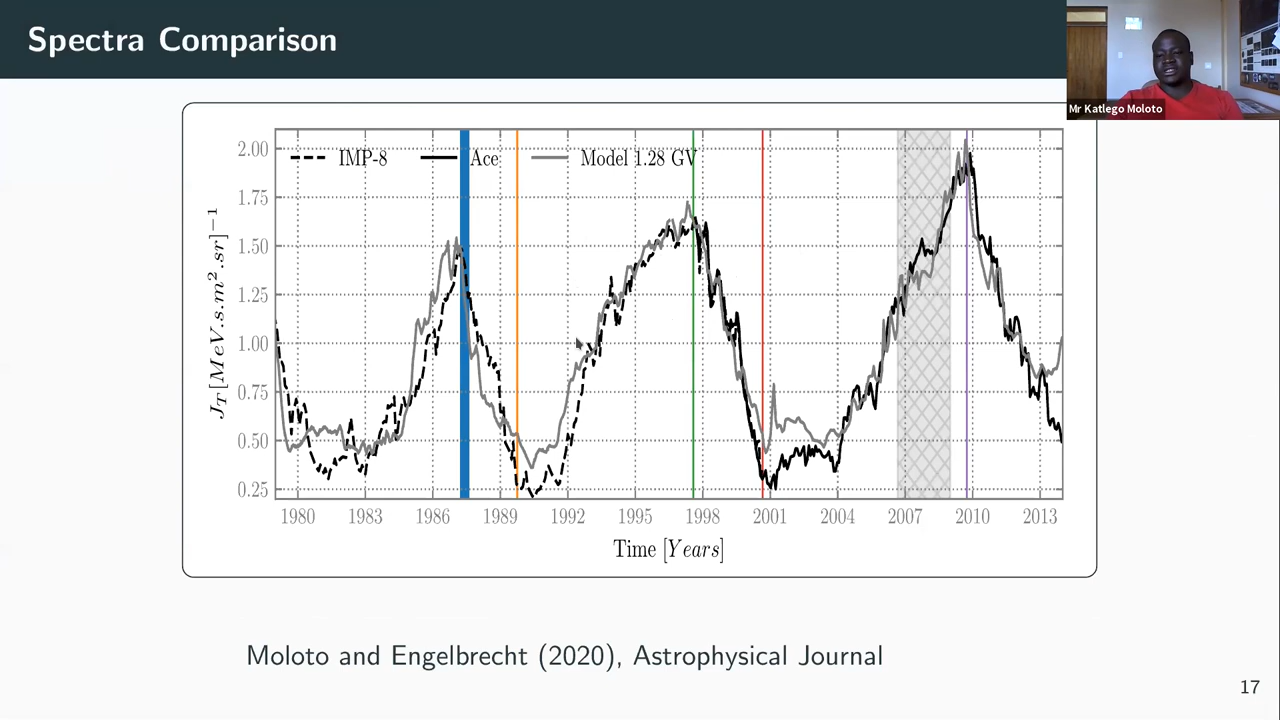 Spectra Comparison
Mr Katlego Moloto
IMP-8 Ace Model 1.28 GV
J_T [MeV.s.m^2.sr]^{-1}
2.00
1.75
1.50
1.25
1.00
0.75
0.50
0.25
1980 1983 1986 1989 1992 1995 1998 2001 2004 2007 2010 2013
Time [Years]
Moloto and Engelbrecht (2020), Astrophysical Journal
17